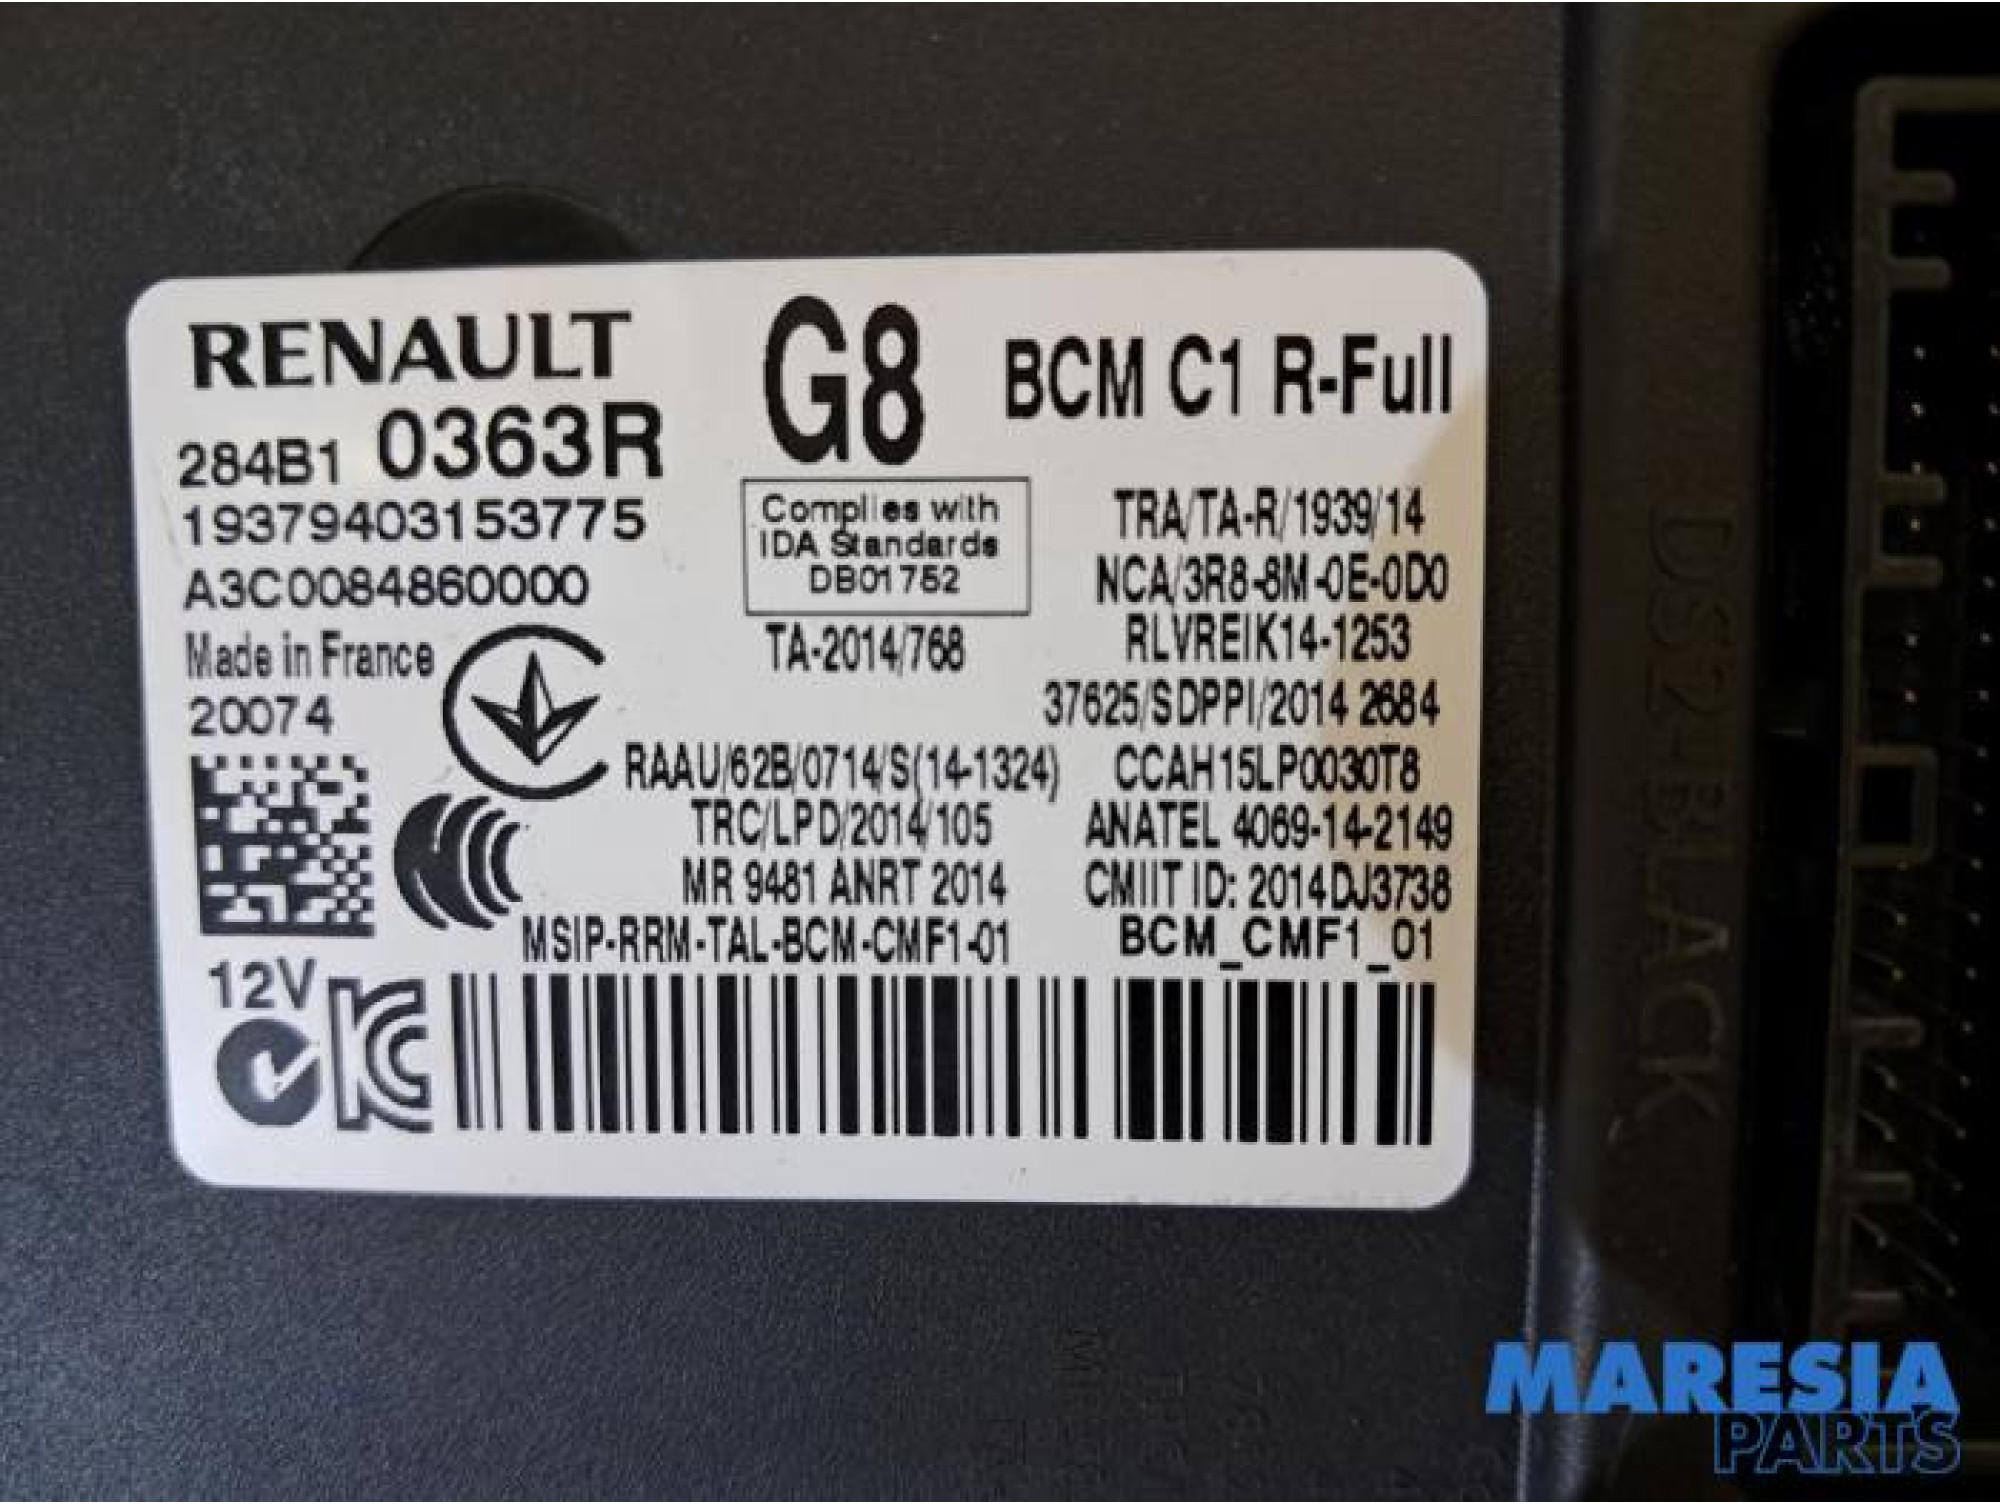 RENAULT
G8
BCM C1 R-Full
284B1 0363R
19379403153775
A3C0084860000
Made in France
20074
Complies with
IDA Standards
DB01752
TA-2014/768
TRA/TA-R/1939/14
NCA/3R8-8M-0E-0D0
RLVREIK14-1253
37625/SDPPI/2014 2684
RAAU/62B/0714/S(14-1324)
CCAH15LP0030T8
TRC/LPD/2014/105
ANATEL 4069-14-2149
MR 9481 ANRT 2014
CMIIT ID: 2014DJ3738
MSIP-RRM-TAL-BCM-CMF1-01
BCM_CMF1_01
12V
DS2-BLACK
MARESIA
PARTS